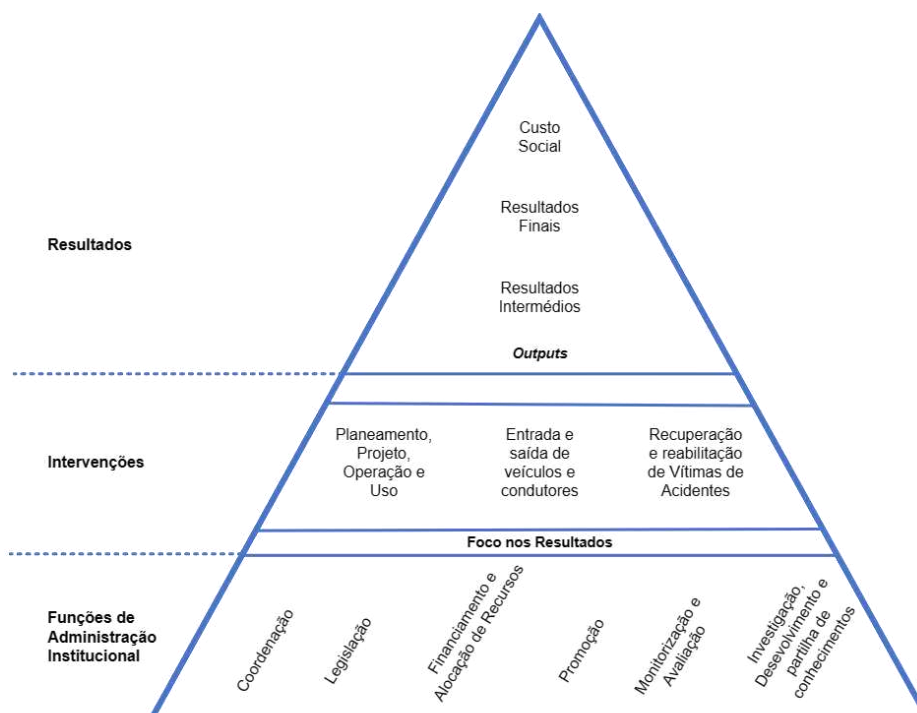 Custo
Social
Resultados
Finais
Resultados
Resultados
Intermédios
Outputs
Planeamento,
Projeto,
Operação e
Uso
Entrada e
saída de
veículos e
condutores
Recuperação
e reabilitação
de Vítimas de
Acidentes
Intervenções
Foco nos Resultados
Funções de
Administração
Institucional
Coordenação
Legislação
Financiamento e
Alocação de Recursos
Promoção
Monitorização e
Avaliação
Investigação,
Desevolvimento e
partilha de
conhecimentos